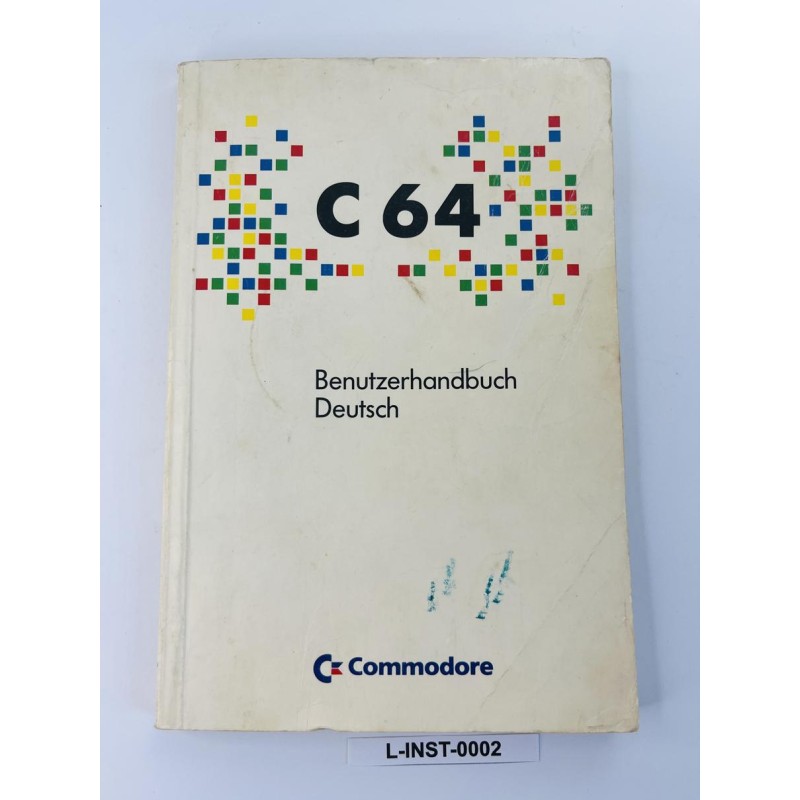 C 64
Benutzerhandbuch
Deutsch
Commodore
L-INST-0002